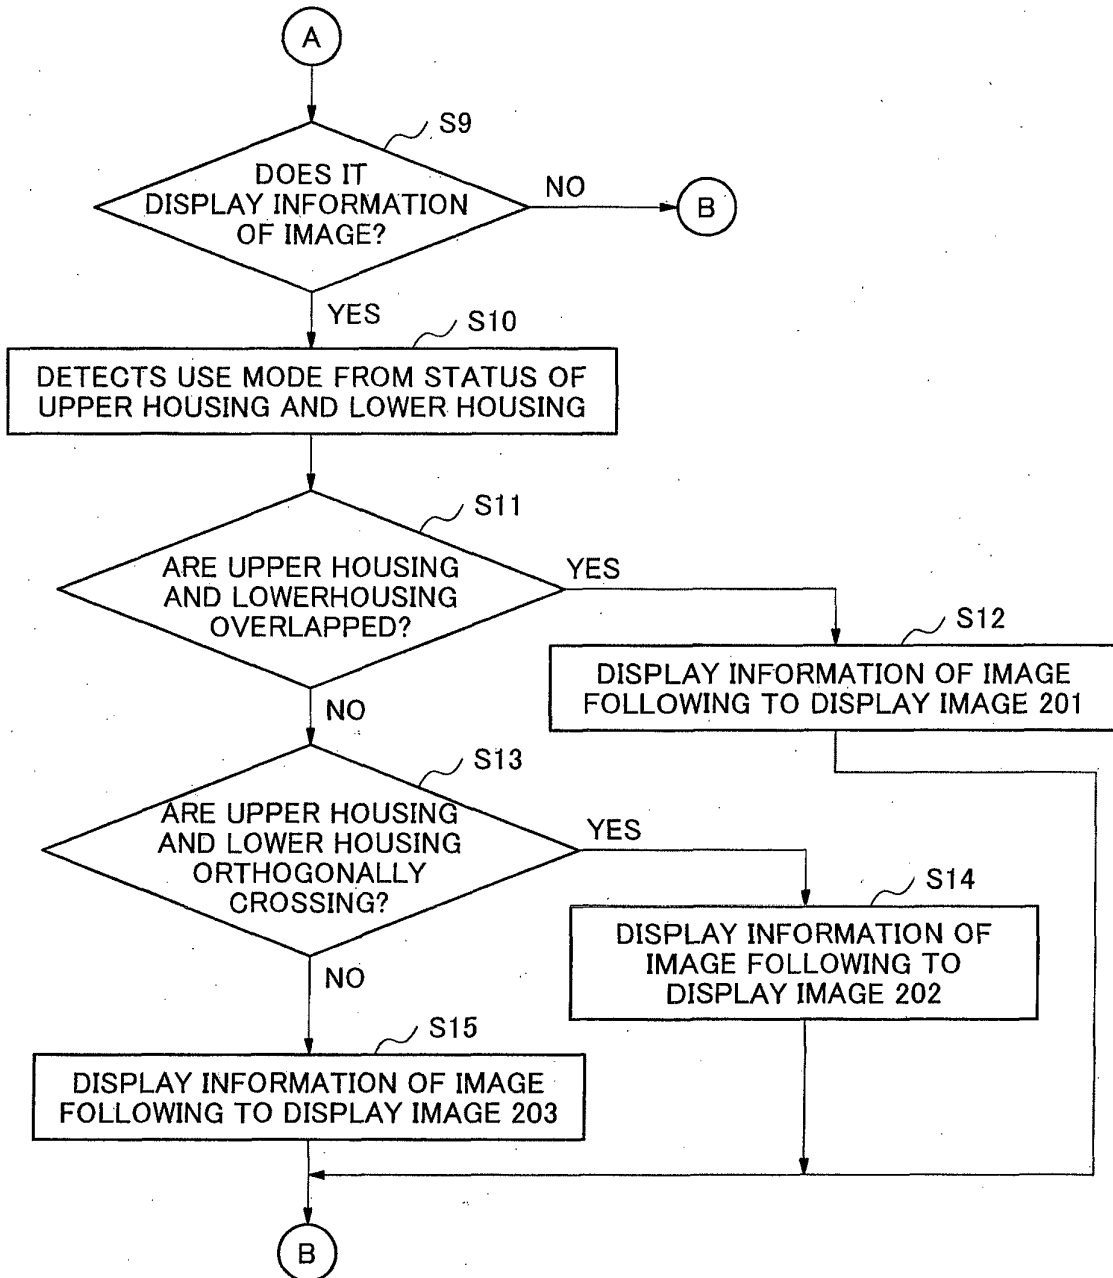 A
S9
DOES IT
DISPLAY INFORMATION
OF IMAGE?
NO
B
YES
S10
DETECTS USE MODE FROM STATUS OF
UPPER HOUSING AND LOWER HOUSING
S11
ARE UPPER HOUSING
AND LOWERHOUSING
OVERLAPPED?
YES
S12
DISPLAY INFORMATION OF IMAGE
FOLLOWING TO DISPLAY IMAGE 201
NO
S13
ARE UPPER HOUSING
AND LOWER HOUSING
ORTHOGONALLY
CROSSING?
YES
S14
DISPLAY INFORMATION OF
IMAGE FOLLOWING TO
DISPLAY IMAGE 202
NO
S15
DISPLAY INFORMATION OF IMAGE
FOLLOWING TO DISPLAY IMAGE 203
B